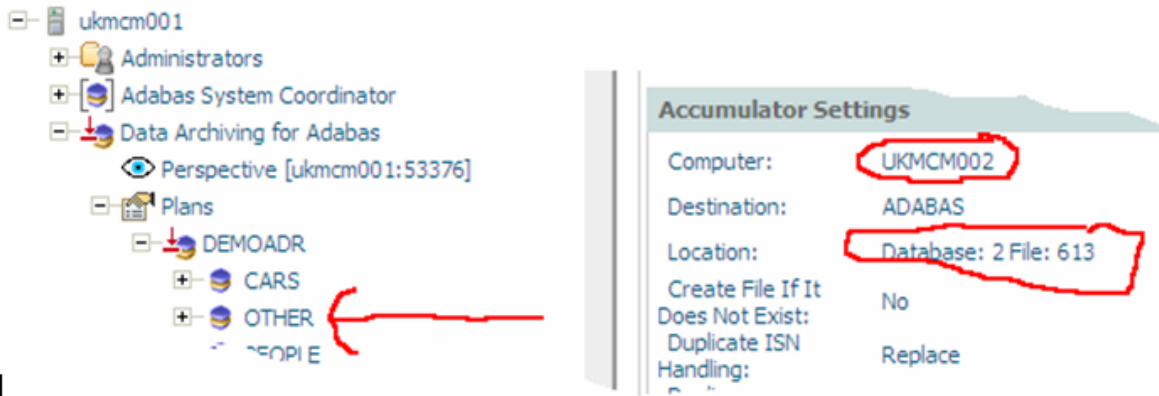 ukmcm001
Administrators
Adabas System Coordinator
Data Archiving for Adabas
Perspective [ukmcm001:53376]
Plans
DEMOADR
CARS
OTHER
PEOPLE
Accumulator Settings
Computer: UKMCM002
Destination: ADABAS
Location: Database: 2 File: 613
Create File If It
Does Not Exist: No
Duplicate ISN
Handling: Replace